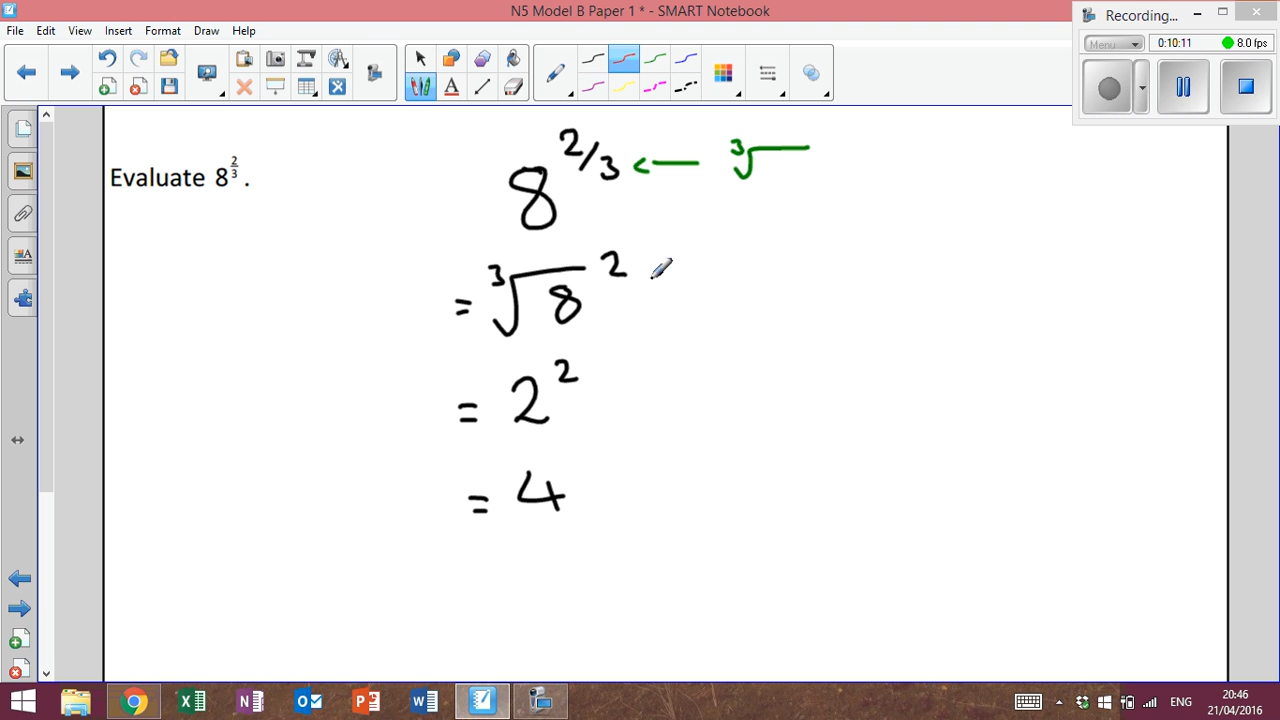 N5 Model B Paper 1 * - SMART Notebook
File Edit View Insert Format Draw Help
Recording...
Menu
0:10:11
8.0 fps
Evaluate 8^(2/3).
8^(2/3) ← ∛
= ∛8 ²
= 2²
= 4
20:46
ENG
21/04/2016